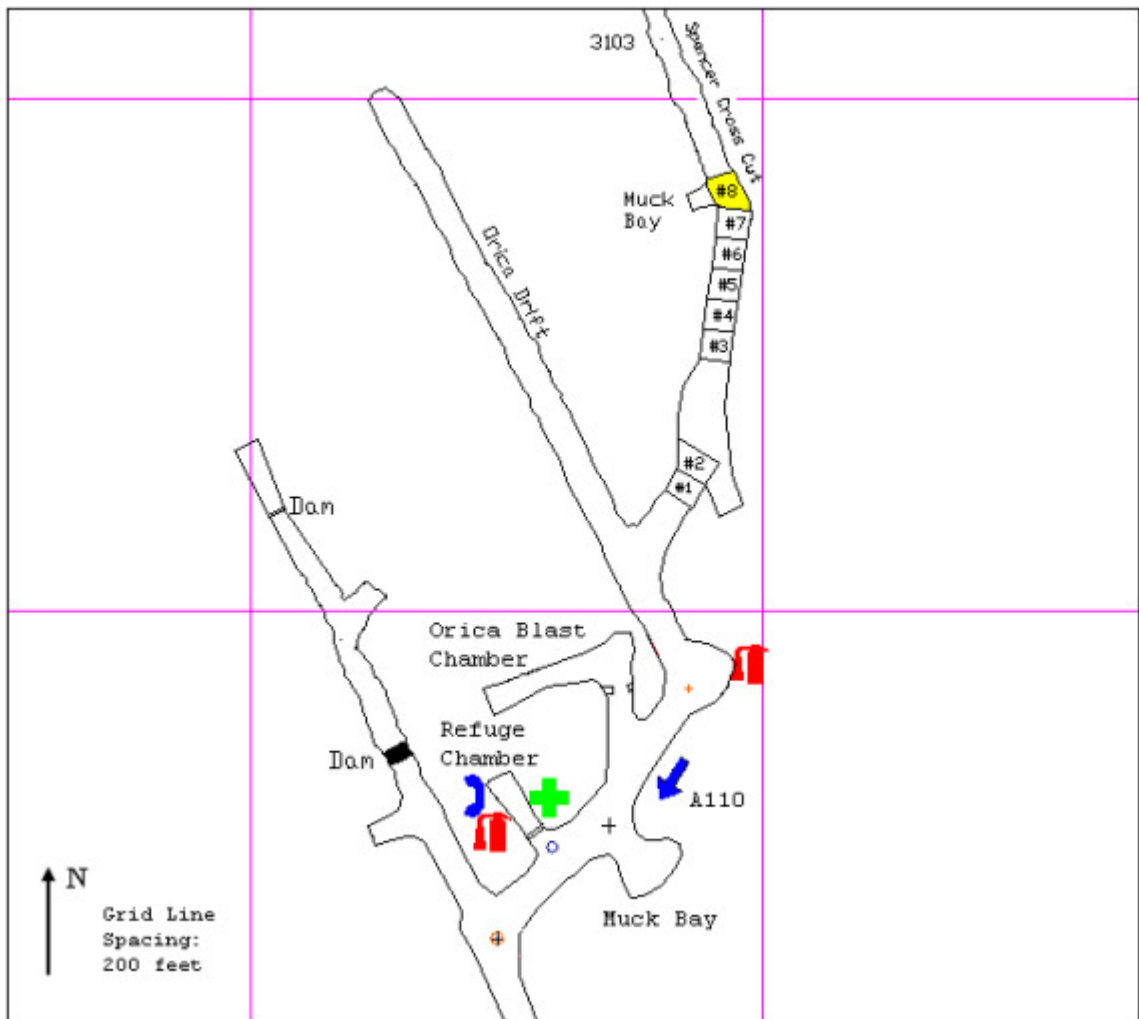 3103
Spencer Cross Cut
Muck
Bay
#8
#7
#6
#5
#4
#3
Orica Drift
#2
#1
Dam
Orica Blast
Chamber
Refuge
Chamber
Dam
A110
Muck Bay
N
Grid Line
Spacing:
200 feet